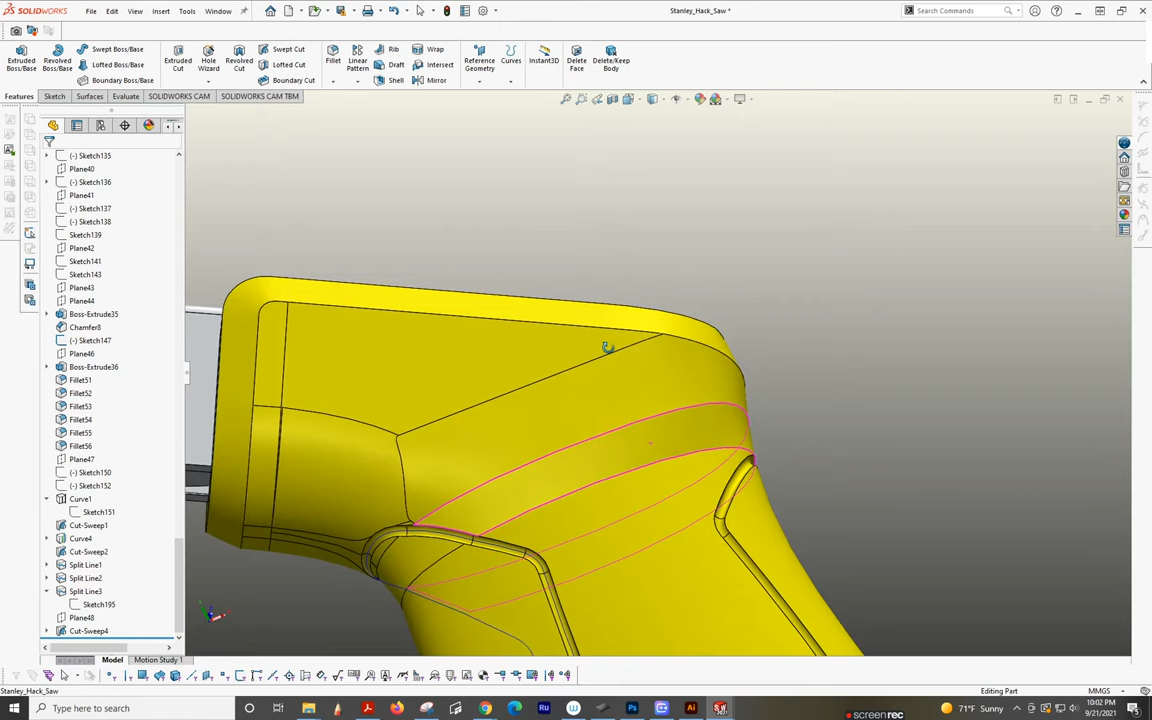 SOLIDWORKS
File
Edit
View
Insert
Tools
Window
Stanley_Hack_Saw *
Search Commands
Extruded Boss/Base
Revolved Boss/Base
Swept Boss/Base
Lofted Boss/Base
Boundary Boss/Base
Extruded Cut
Hole Wizard
Revolved Cut
Swept Cut
Lofted Cut
Boundary Cut
Fillet
Linear Pattern
Rib
Draft
Shell
Wrap
Intersect
Mirror
Reference Geometry
Curves
Instant3D
Delete Face
Delete/Keep Body
Features
Sketch
Surfaces
Evaluate
SOLIDWORKS CAM
SOLIDWORKS CAM TBM
(-) Sketch135
Plane40
(-) Sketch136
Plane41
(-) Sketch137
(-) Sketch138
Sketch139
Plane42
Sketch141
Sketch143
Plane43
Plane44
Boss-Extrude35
Chamfer8
(-) Sketch147
Plane46
Boss-Extrude36
Fillet51
Fillet52
Fillet53
Fillet54
Fillet55
Fillet56
Plane47
(-) Sketch150
(-) Sketch152
Curve1
Sketch151
Cut-Sweep1
Curve4
Cut-Sweep2
Split Line1
Split Line2
Split Line3
Sketch195
Plane48
Cut-Sweep4
Model
Motion Study 1
Stanley_Hack_Saw
Editing Part
MMGS
Type here to search
71°F Sunny
10:02 PM
9/21/2021
screenrec